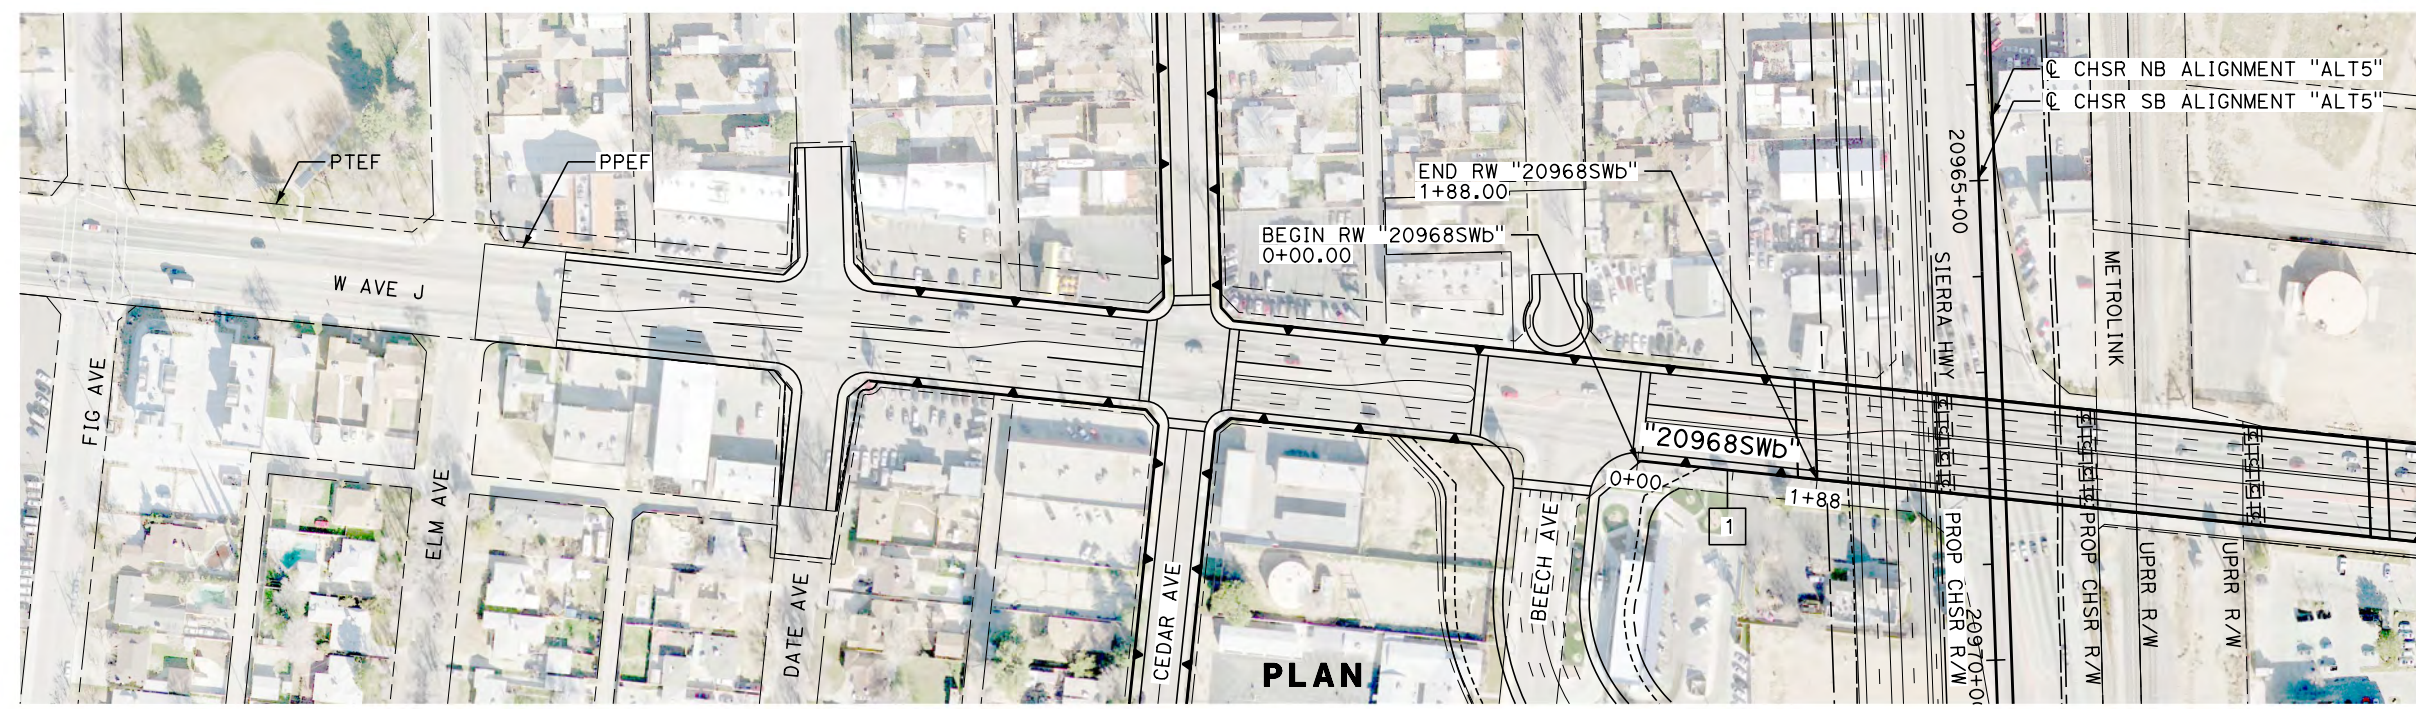 ℄ CHSR NB ALIGNMENT "ALT5"
℄ CHSR SB ALIGNMENT "ALT5"
20965+00
PTEF
PPEF
END RW "20968SWb"
1+88.00
BEGIN RW "20968SWb"
0+00.00
W AVE J
SIERRA HWY
METROLINK
FIG AVE
"20968SWb"
0+00
1+88
1
ELM AVE
DATE AVE
CEDAR AVE
BEECH AVE
PROP CHSR R/W
20970+00
PROP CHSR R/W
UPRR R/W
UPRR R/W
PLAN